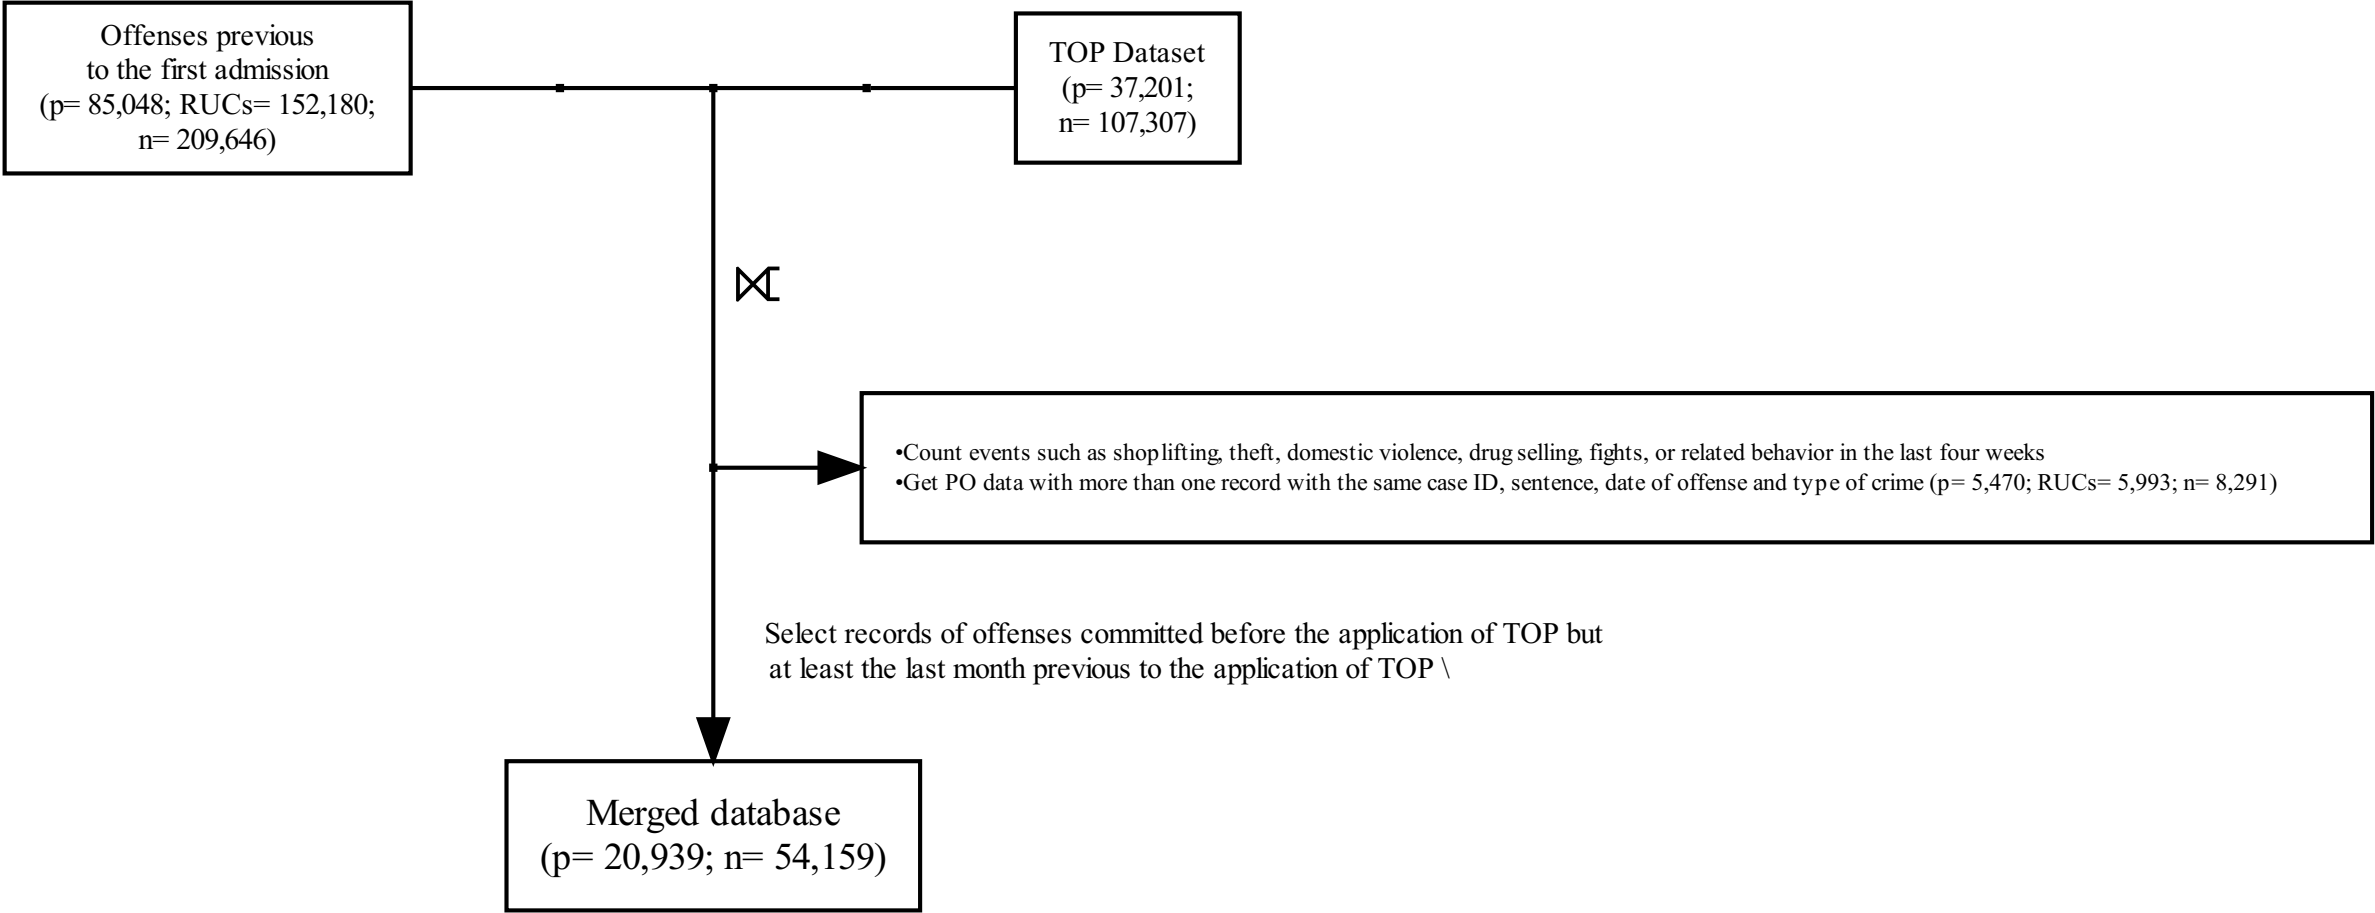 Offenses previous
to the first admission
(p= 85,048; RUCs= 152,180;
n= 209,646)
TOP Dataset
(p= 37,201;
n= 107,307)
⟖
•Count events such as shoplifting, theft, domestic violence, drug selling, fights, or related behavior in the last four weeks
•Get PO data with more than one record with the same case ID, sentence, date of offense and type of crime (p= 5,470; RUCs= 5,993; n= 8,291)
Select records of offenses committed before the application of TOP but
at least the last month previous to the application of TOP \
Merged database
(p= 20,939; n= 54,159)